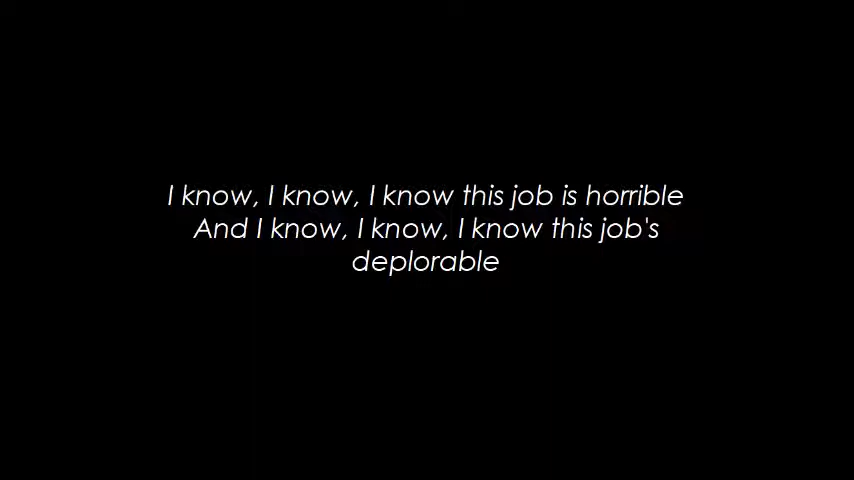 I know, I know, I know this job is horrible
And I know, I know, I know this job's
deplorable